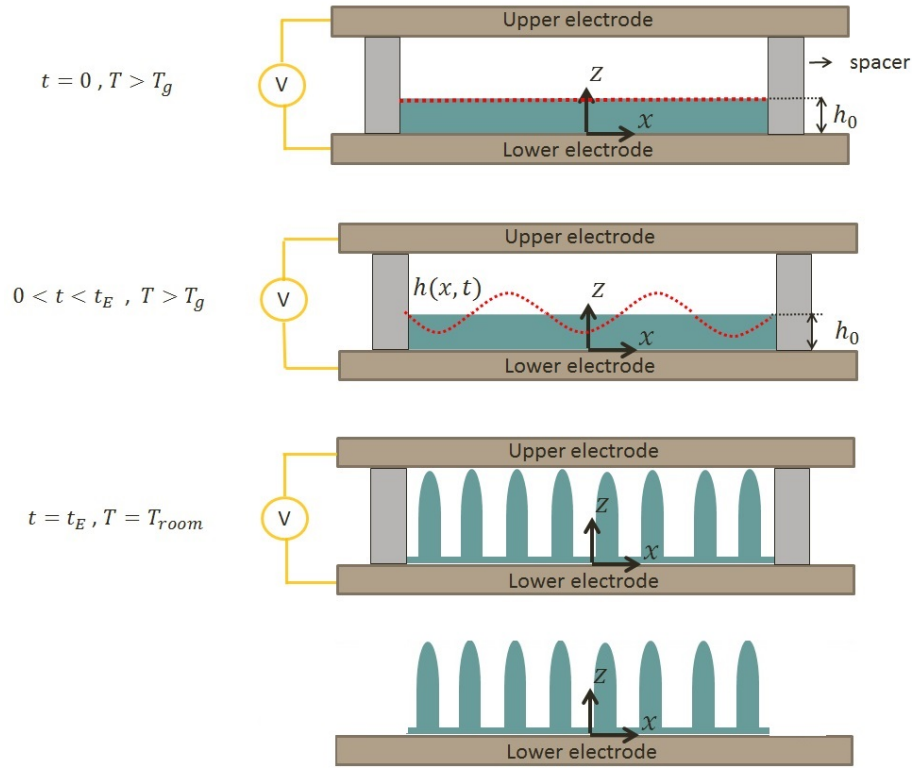 Upper electrode
t = 0 , T > T_g
V
spacer
Z
x
h_0
Lower electrode
Upper electrode
0 < t < t_E , T > T_g
V
h(x, t)
Z
x
h_0
Lower electrode
Upper electrode
t = t_E , T = T_room
V
Z
x
Lower electrode
Z
x
Lower electrode